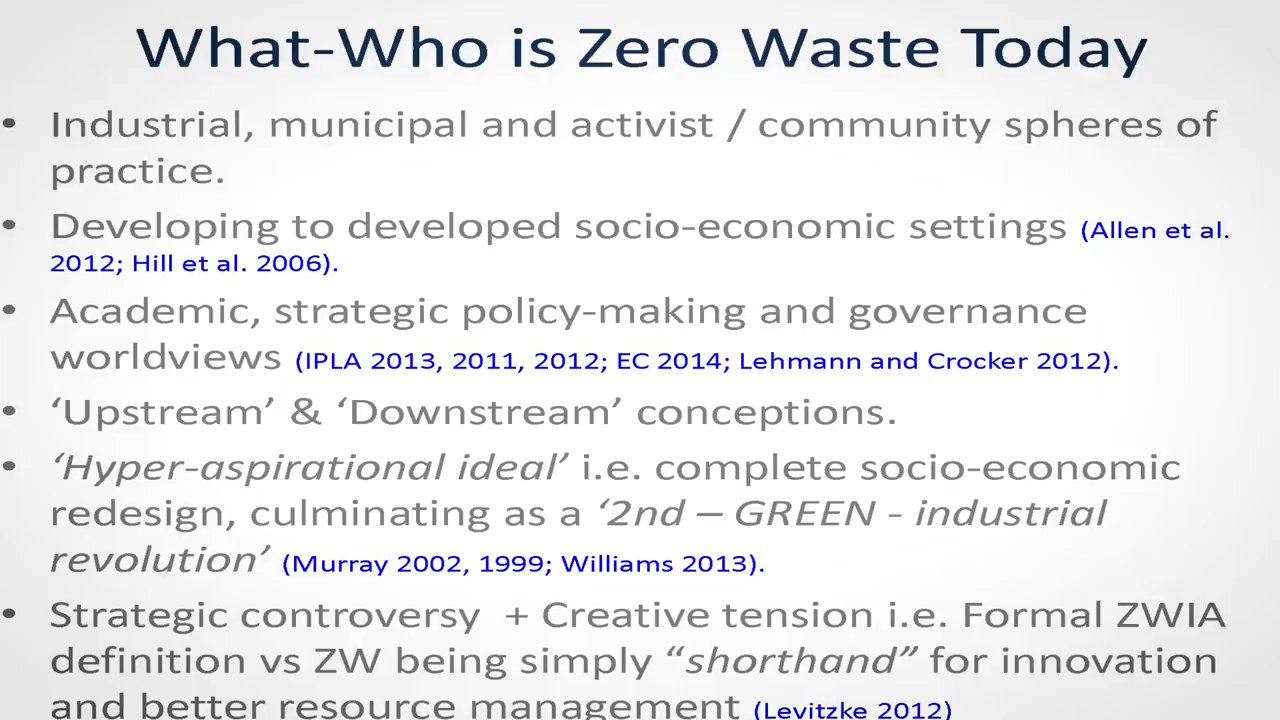 What-Who is Zero Waste Today
• Industrial, municipal and activist / community spheres of
practice.
• Developing to developed socio-economic settings (Allen et al.
2012; Hill et al. 2006).
• Academic, strategic policy-making and governance
worldviews (IPLA 2013, 2011, 2012; EC 2014; Lehmann and Crocker 2012).
• ‘Upstream’ & ‘Downstream’ conceptions.
• ‘Hyper-aspirational ideal’ i.e. complete socio-economic
redesign, culminating as a ‘2nd – GREEN - industrial
revolution’ (Murray 2002, 1999; Williams 2013).
• Strategic controversy + Creative tension i.e. Formal ZWIA
definition vs ZW being simply “shorthand” for innovation
and better resource management (Levitzke 2012)